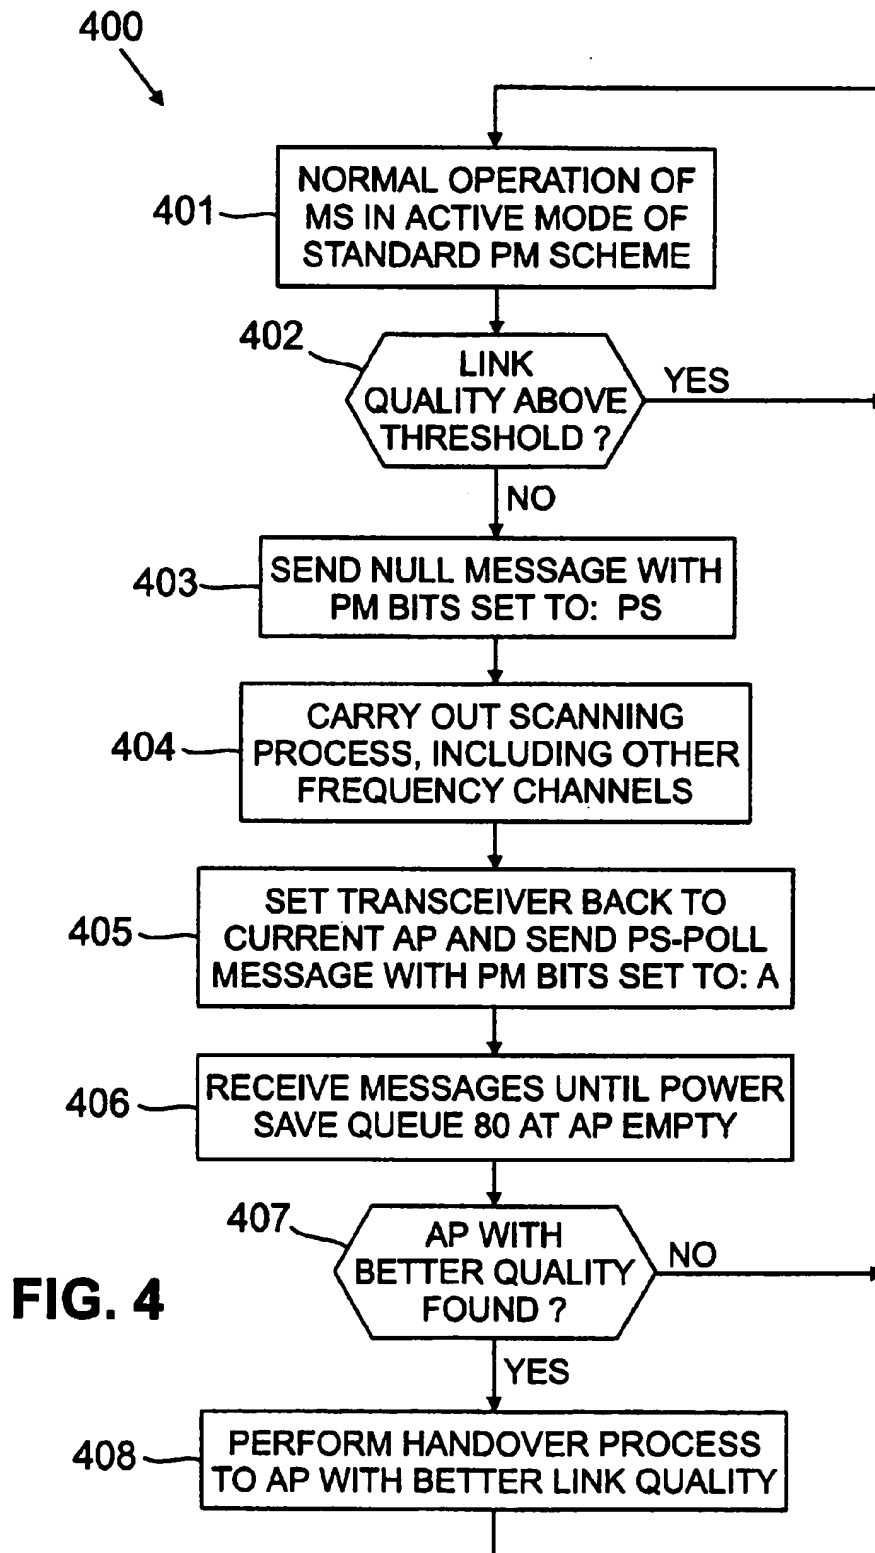 400
401
NORMAL OPERATION OF
MS IN ACTIVE MODE OF
STANDARD PM SCHEME
402
LINK
QUALITY ABOVE
THRESHOLD ?
YES
NO
403
SEND NULL MESSAGE WITH
PM BITS SET TO: PS
404
CARRY OUT SCANNING
PROCESS, INCLUDING OTHER
FREQUENCY CHANNELS
405
SET TRANSCEIVER BACK TO
CURRENT AP AND SEND PS-POLL
MESSAGE WITH PM BITS SET TO: A
406
RECEIVE MESSAGES UNTIL POWER
SAVE QUEUE 80 AT AP EMPTY
407
AP WITH
BETTER QUALITY
FOUND ?
NO
FIG. 4
YES
408
PERFORM HANDOVER PROCESS
TO AP WITH BETTER LINK QUALITY